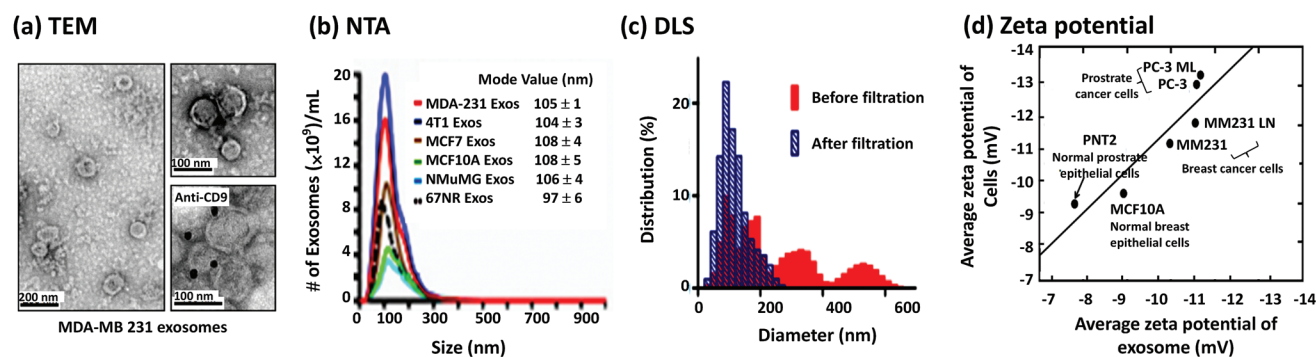 (a) TEM
100 nm
Anti-CD9
200 nm
100 nm
MDA-MB 231 exosomes
(b) NTA
# of Exosomes (×10⁹)/mL
20
16
12
8
4
0
Mode Value (nm)
MDA-231 Exos 105 ± 1
4T1 Exos 104 ± 3
MCF7 Exos 108 ± 4
MCF10A Exos 108 ± 5
NMuMG Exos 106 ± 4
67NR Exos 97 ± 6
0 100 300 500 700 900
Size (nm)
(c) DLS
Distribution (%)
20
10
0
Before filtration
After filtration
0 200 400 600
Diameter (nm)
(d) Zeta potential
Average zeta potential of
Cells (mV)
-14
-13
-12
-11
-10
-9
-8
-7
PC-3 ML
PC-3
Prostrate
cancer cells
MM231 LN
MM231
Breast cancer cells
PNT2
Normal prostrate
epithelial cells
MCF10A
Normal breast
epithelial cells
-7 -8 -9 -10 -11 -12 -13 -14
Average zeta potential of
exosome (mV)